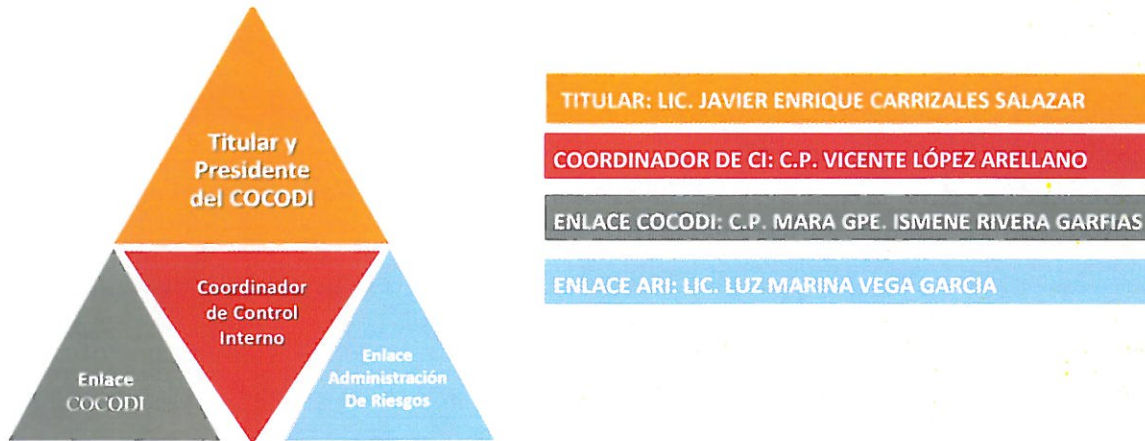 Titular y
Presidente
del COCODI
Coordinador
de Control
Interno
Enlace
COCODI
Enlace
Administración
De Riesgos
TITULAR: LIC. JAVIER ENRIQUE CARRIZALES SALAZAR
COORDINADOR DE CI: C.P. VICENTE LÓPEZ ARELLANO
ENLACE COCODI: C.P. MARA GPE. ISMENE RIVERA GARFIAS
ENLACE ARI: LIC. LUZ MARINA VEGA GARCIA